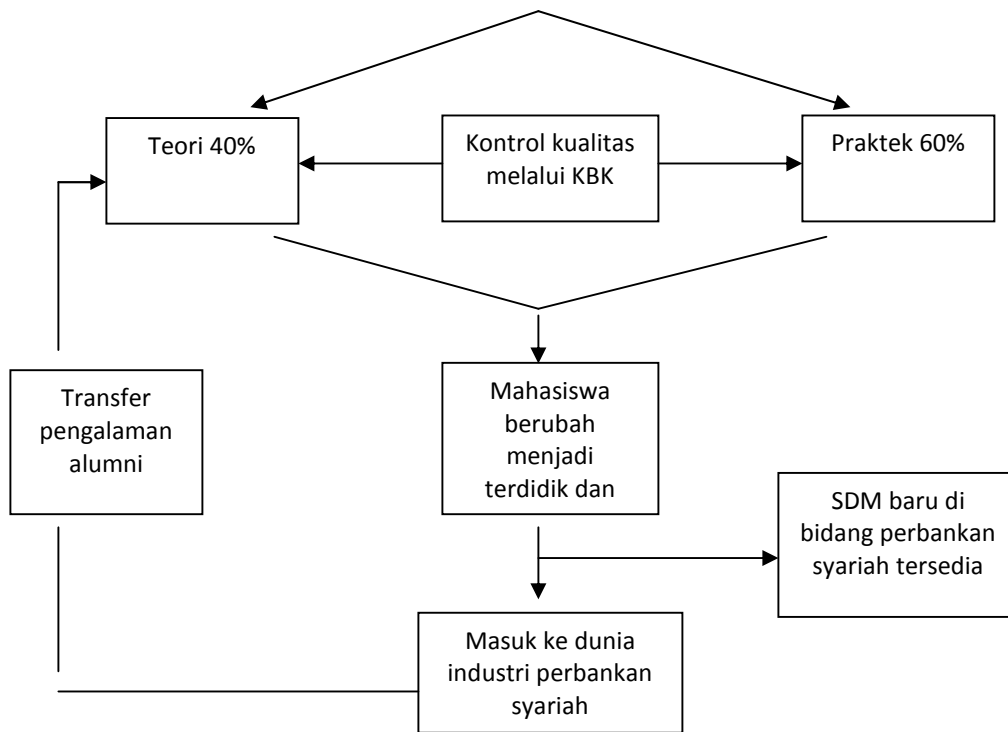 Teori 40%
Kontrol kualitas
melalui KBK
Praktek 60%
Transfer
pengalaman
alumni
Mahasiswa
berubah
menjadi
terdidik dan
SDM baru di
bidang perbankan
syariah tersedia
Masuk ke dunia
industri perbankan
syariah